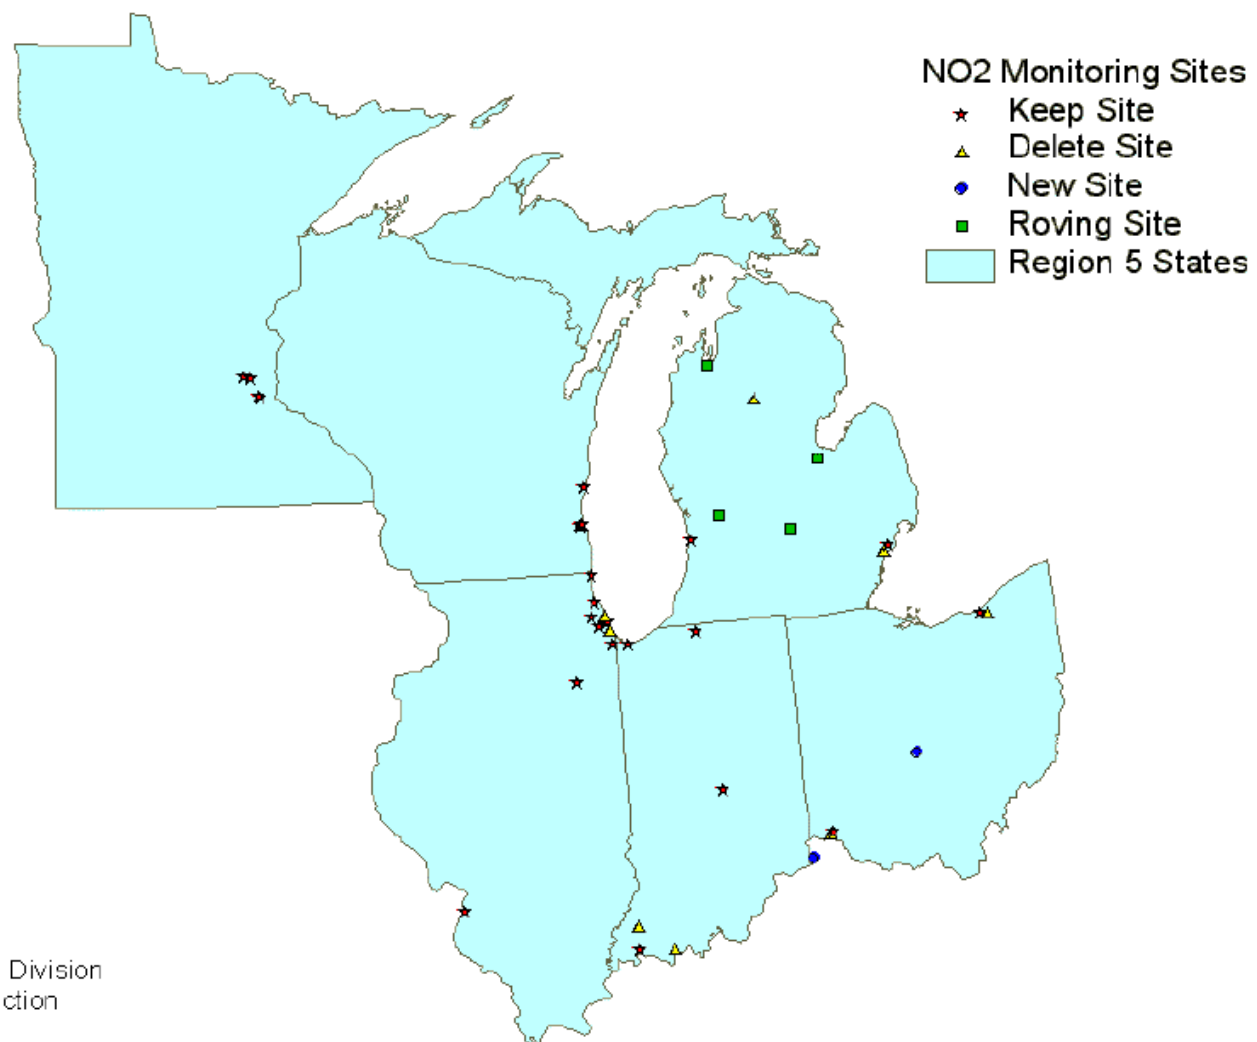 NO2 Monitoring Sites
Keep Site
Delete Site
New Site
Roving Site
Region 5 States
Division
ction